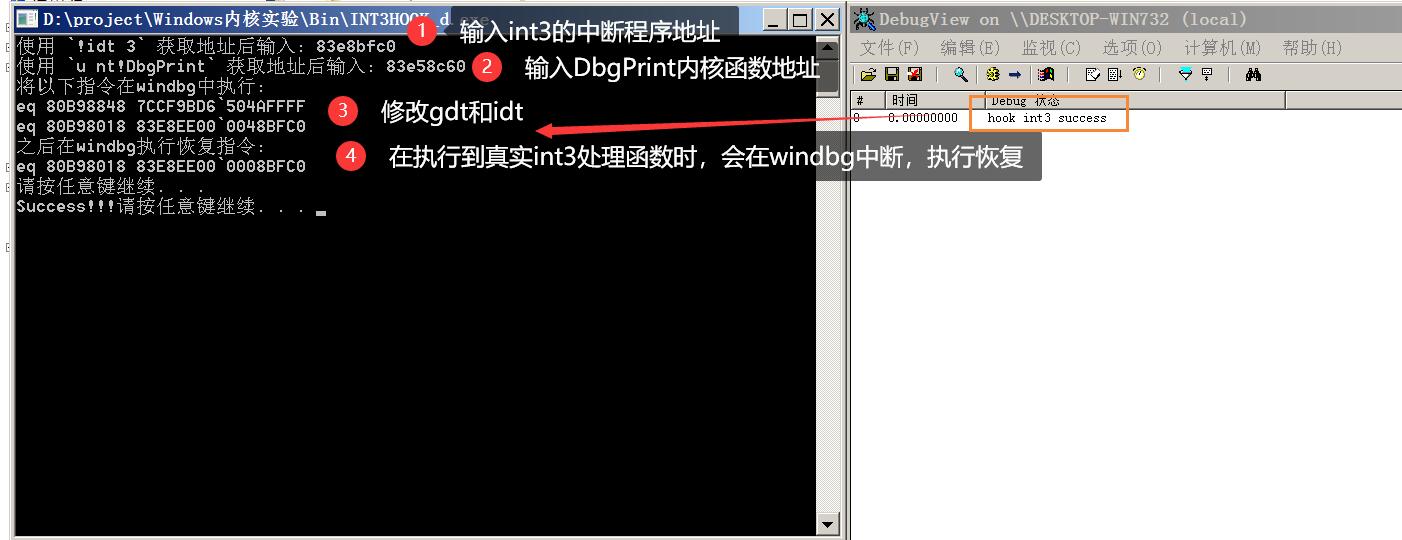 D:\project\Windows内核实验\Bin\INT3HOOK_d.exe
使用 `!idt 3` 获取地址后输入: 83e8bfc0
1 输入int3的中断程序地址
使用 `u nt!DbgPrint` 获取地址后输入: 83e58c60
2 输入DbgPrint内核函数地址
将以下指令在windbg中执行:
eq 80B98848 7CCF9BD6`504AFFFF
3 修改gdt和idt
eq 80B98018 83E8EE00`0048BFC0
之后在windbg执行恢复指令:
4 在执行到真实int3处理函数时，会在windbg中断，执行恢复
eq 80B98018 83E8EE00`0008BFC0
请按任意键继续. . .
Success!!!请按任意键继续. . .
DebugView on \\DESKTOP-WIN732 (local)
文件(F) 编辑(E) 监视(C) 选项(O) 计算机(M) 帮助(H)
# 时间 Debug 状态
0 0.00000000 hook int3 success